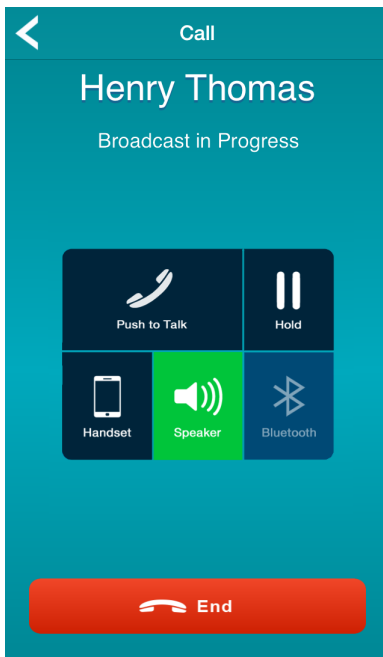 Call
Henry Thomas
Broadcast in Progress
Push to Talk
Hold
Handset
Speaker
Bluetooth
End